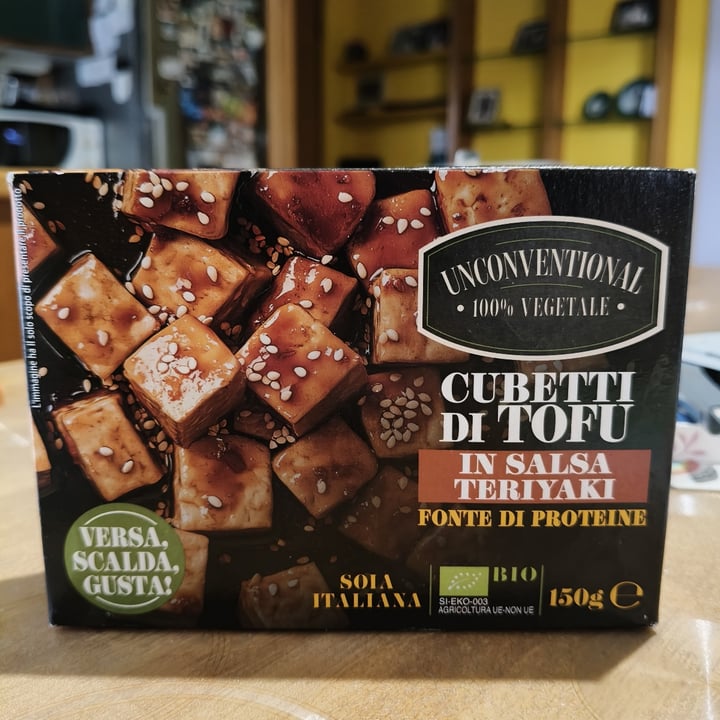 L'immagine ha il solo scopo di presentare il prodotto
UNCONVENTIONAL
• 100% VEGETALE •
CUBETTI
DI TOFU
IN SALSA
TERIYAKI
FONTE DI PROTEINE
VERSA,
SCALDA,
GUSTA!
SOIA
ITALIANA
BIO
SI-EKO-003
AGRICOLTURA UE-NON UE
150g ℮